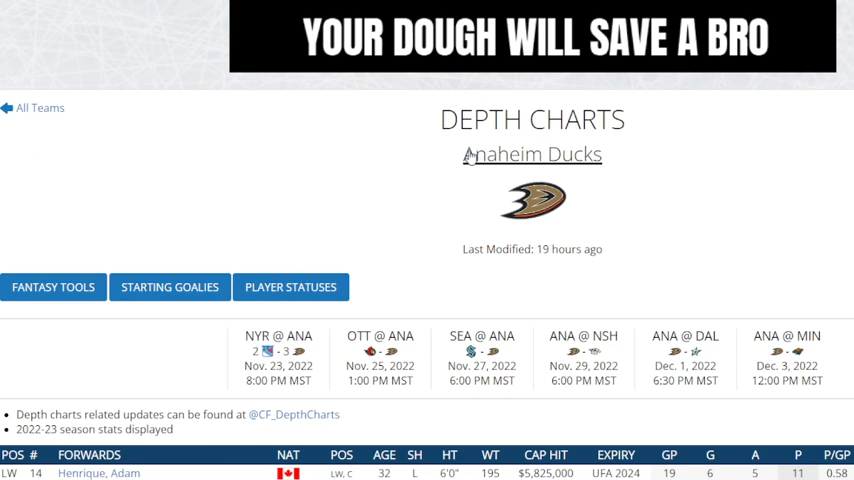 YOUR DOUGH WILL SAVE A BRO
All Teams
DEPTH CHARTS
Anaheim Ducks
Last Modified: 19 hours ago
FANTASY TOOLS STARTING GOALIES PLAYER STATUSES
NYR @ ANA OTT @ ANA SEA @ ANA ANA @ NSH ANA @ DAL ANA @ MIN
2 - 3 - - - - -
Nov. 23, 2022 Nov. 25, 2022 Nov. 27, 2022 Nov. 29, 2022 Dec. 1, 2022 Dec. 3, 2022
8:00 PM MST 1:00 PM MST 6:00 PM MST 6:00 PM MST 6:30 PM MST 12:00 PM MST
• Depth charts related updates can be found at @CF_DepthCharts
• 2022-23 season stats displayed
POS # FORWARDS NAT POS AGE SH HT WT CAP HIT EXPIRY GP G A P P/GP
LW 14 Henrique, Adam LW, C 32 L 6'0" 195 $5,825,000 UFA 2024 19 6 5 11 0.58